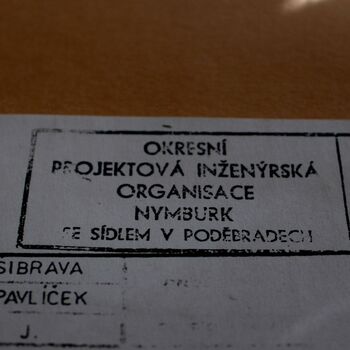 OKRESNÍ
PROJEKTOVÁ INŽENÝRSKÁ
ORGANISACE
NYMBURK
SE SÍDLEM V PODĚBRADECH
SIBRAVA
PAVLÍČEK
J.